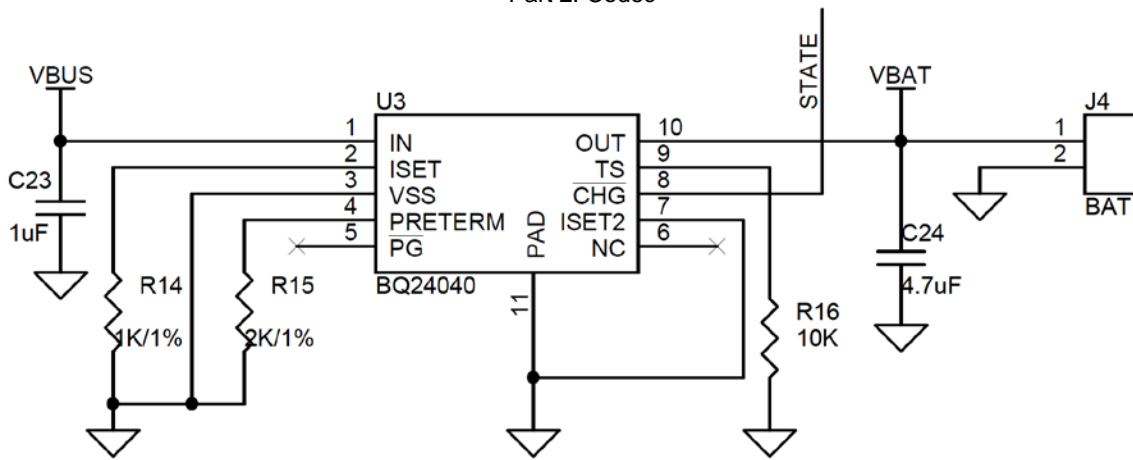 STATE
VBUS
VBAT
U3
J4
1 IN OUT 10 1
2 ISET TS 9 2
C23 3 VSS CHG 8
1uF 4 PRETERM ISET2 7 BAT
5 PG PAD NC 6 C24
BQ24040 4.7uF
R14 R15 11 R16
1K/1% 2K/1% 10K